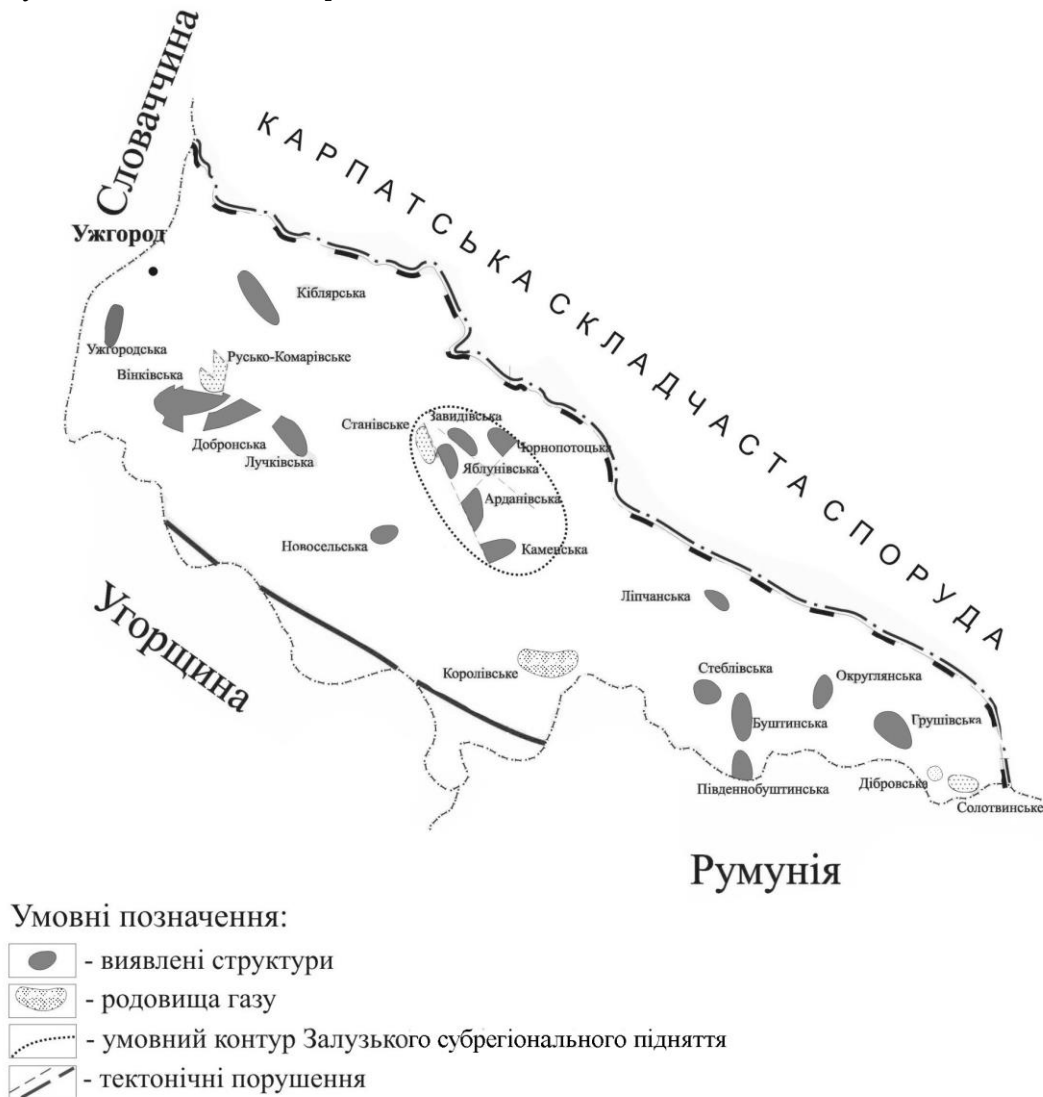 Словаччина
КАРПАТСЬКА СКЛАДЧАСТА СПОРУДА
Ужгород
Кіблярська
Ужгородська
Русько-Комарівське
Вінківська
Станівське
Завидівська
Чорнопотоцька
Добронська
Лучківська
Яблунівська
Арданівська
Новосельська
Каменська
Угорщина
Ліпчанська
Королівське
Стеблівська
Округлянська
Буштинська
Грушівська
Південнобуштинська
Дібровська
Солотвинське
Румунія
Умовні позначення:
- виявлені структури
- родовища газу
- умовний контур Залузького субрегіонального підняття
- тектонічні порушення